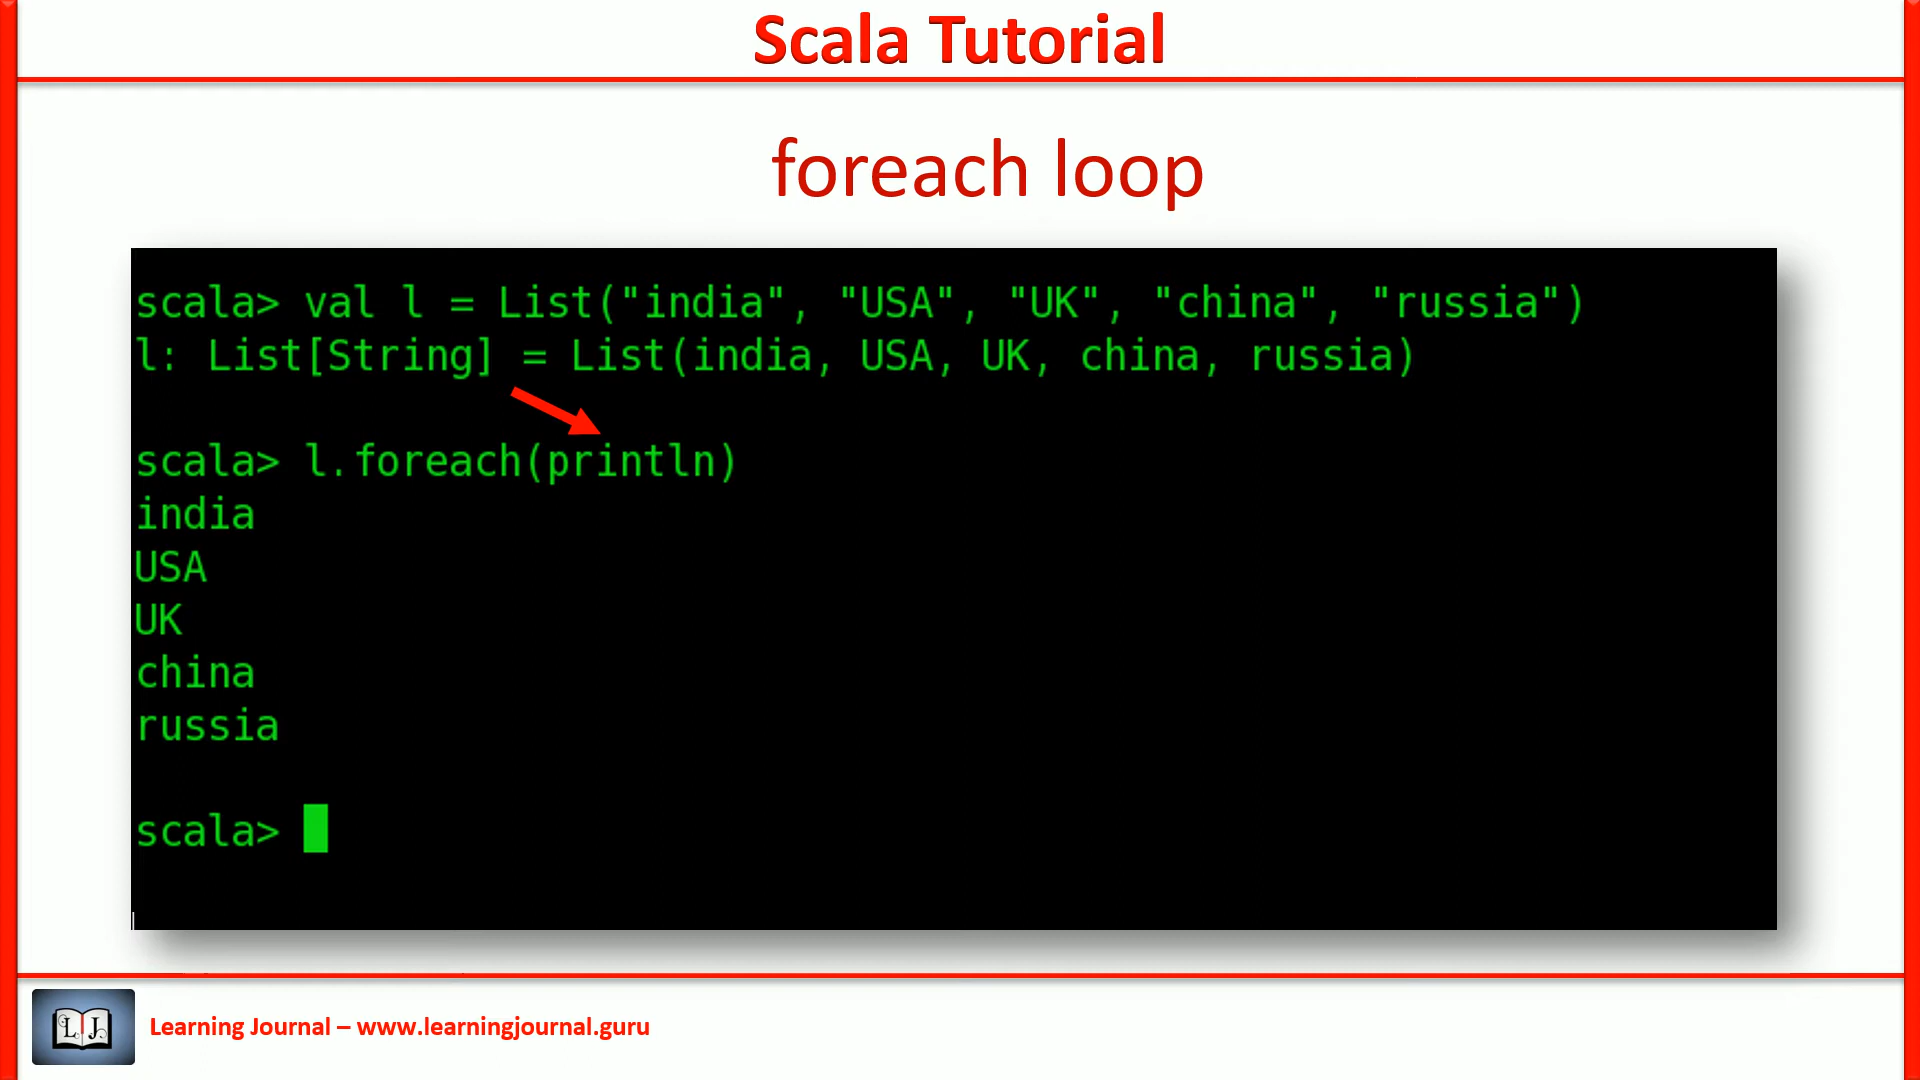 Scala Tutorial
foreach loop
scala> val l = List("india", "USA", "UK", "china", "russia")
l: List[String] = List(india, USA, UK, china, russia)
scala> l.foreach(println)
india
USA
UK
china
russia
scala>
LJ
Learning Journal – www.learningjournal.guru